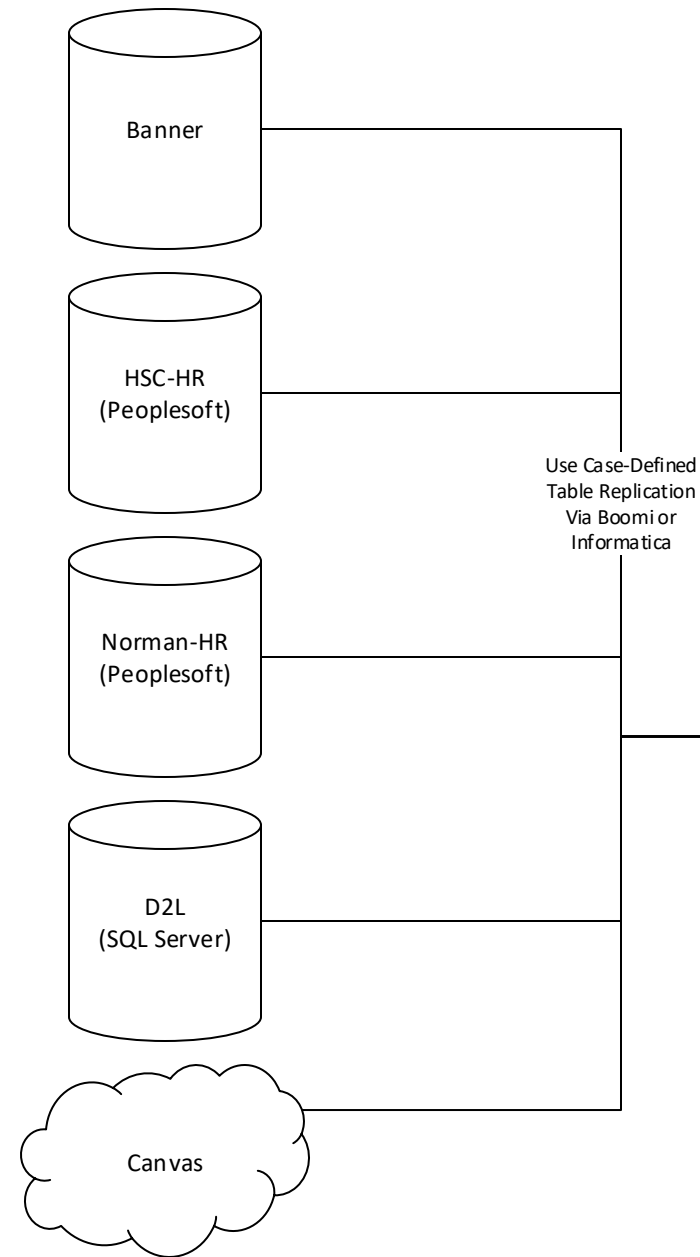 Banner
HSC-HR
(Peoplesoft)
Use Case-Defined
Table Replication
Via Boomi or
Informatica
Norman-HR
(Peoplesoft)
D2L
(SQL Server)
Canvas